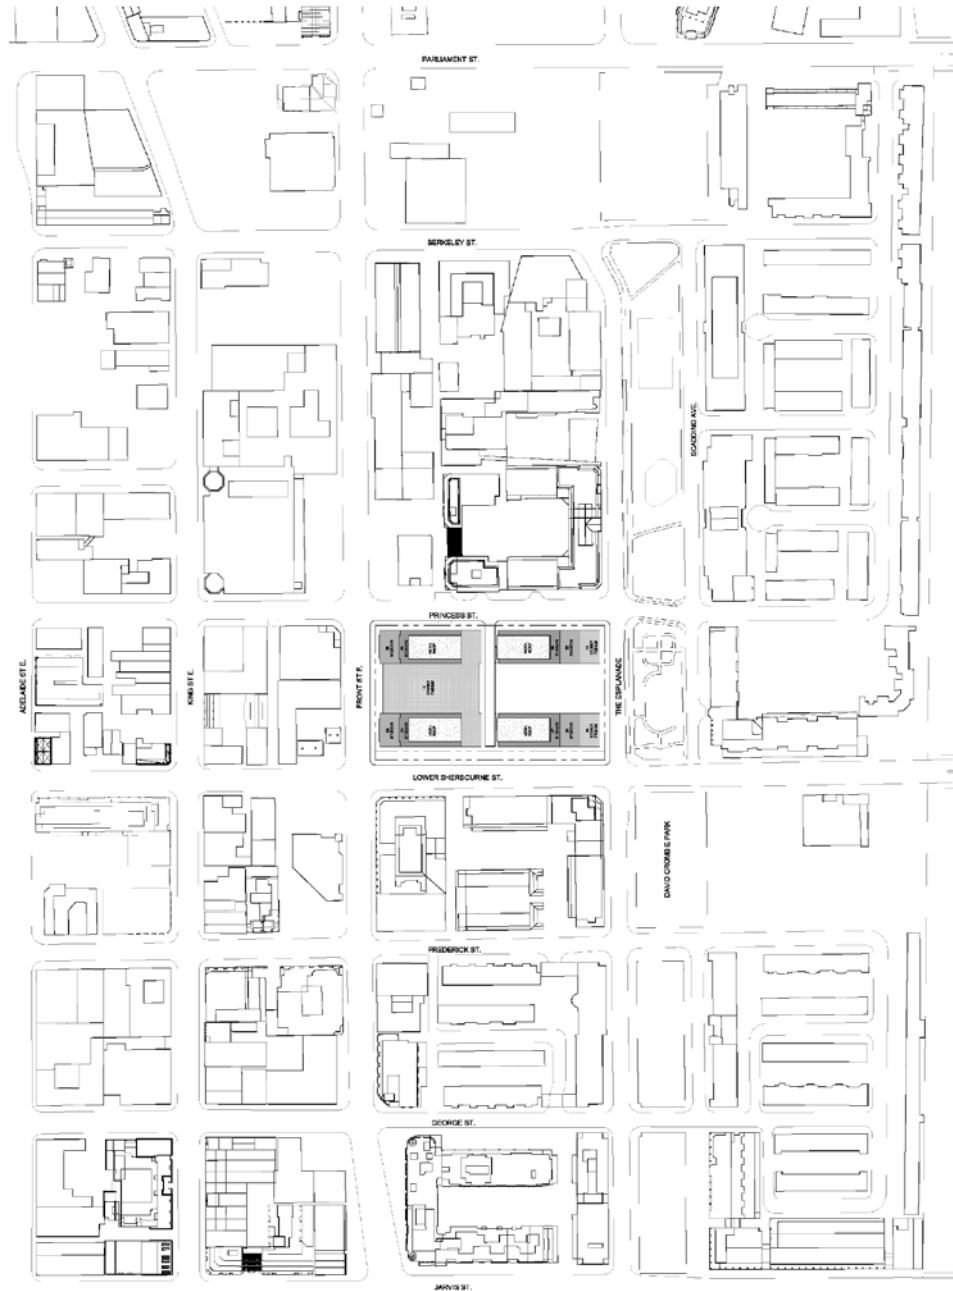 PARLIAMENT ST.
BERKELEY ST.
SCADDING AVE.
PRINCESS ST.
ADELAIDE ST E.
KING ST E.
FRONT ST E.
THE ESPLANADE
LOWER SHERBOURNE ST.
DAVID CROMBIE PARK
FREDERICK ST.
GEORGE ST.
JARVIS ST.